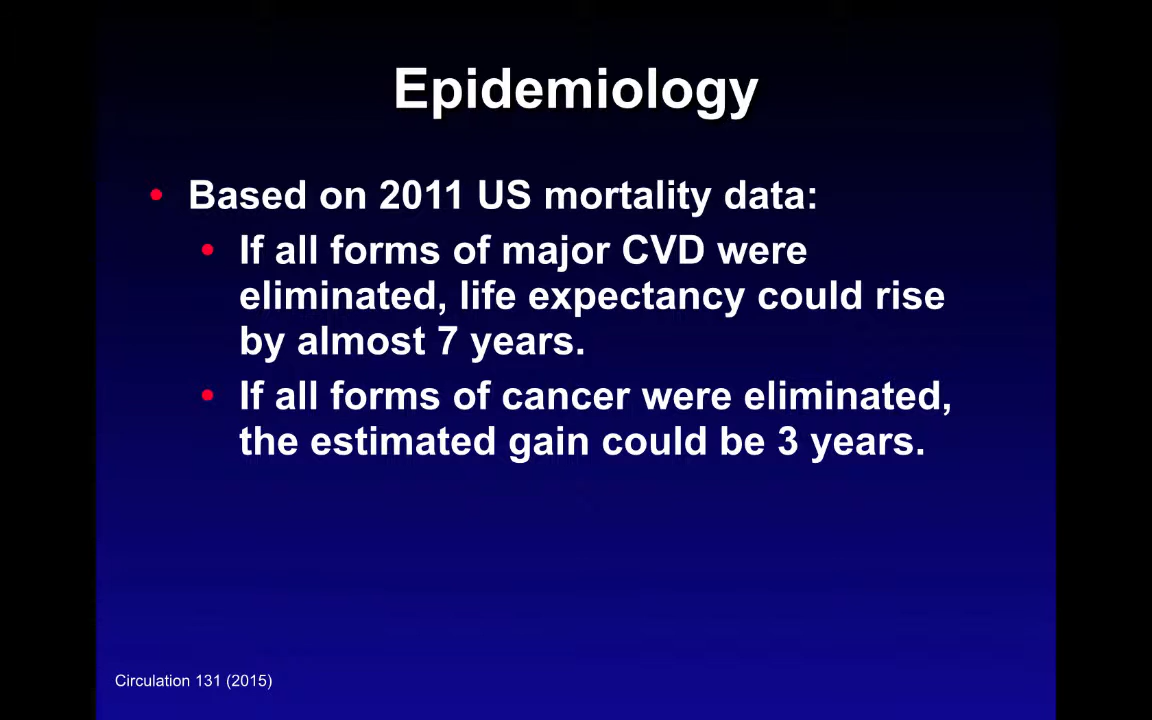 Epidemiology
• Based on 2011 US mortality data:
• If all forms of major CVD were
eliminated, life expectancy could rise
by almost 7 years.
• If all forms of cancer were eliminated,
the estimated gain could be 3 years.
Circulation 131 (2015)